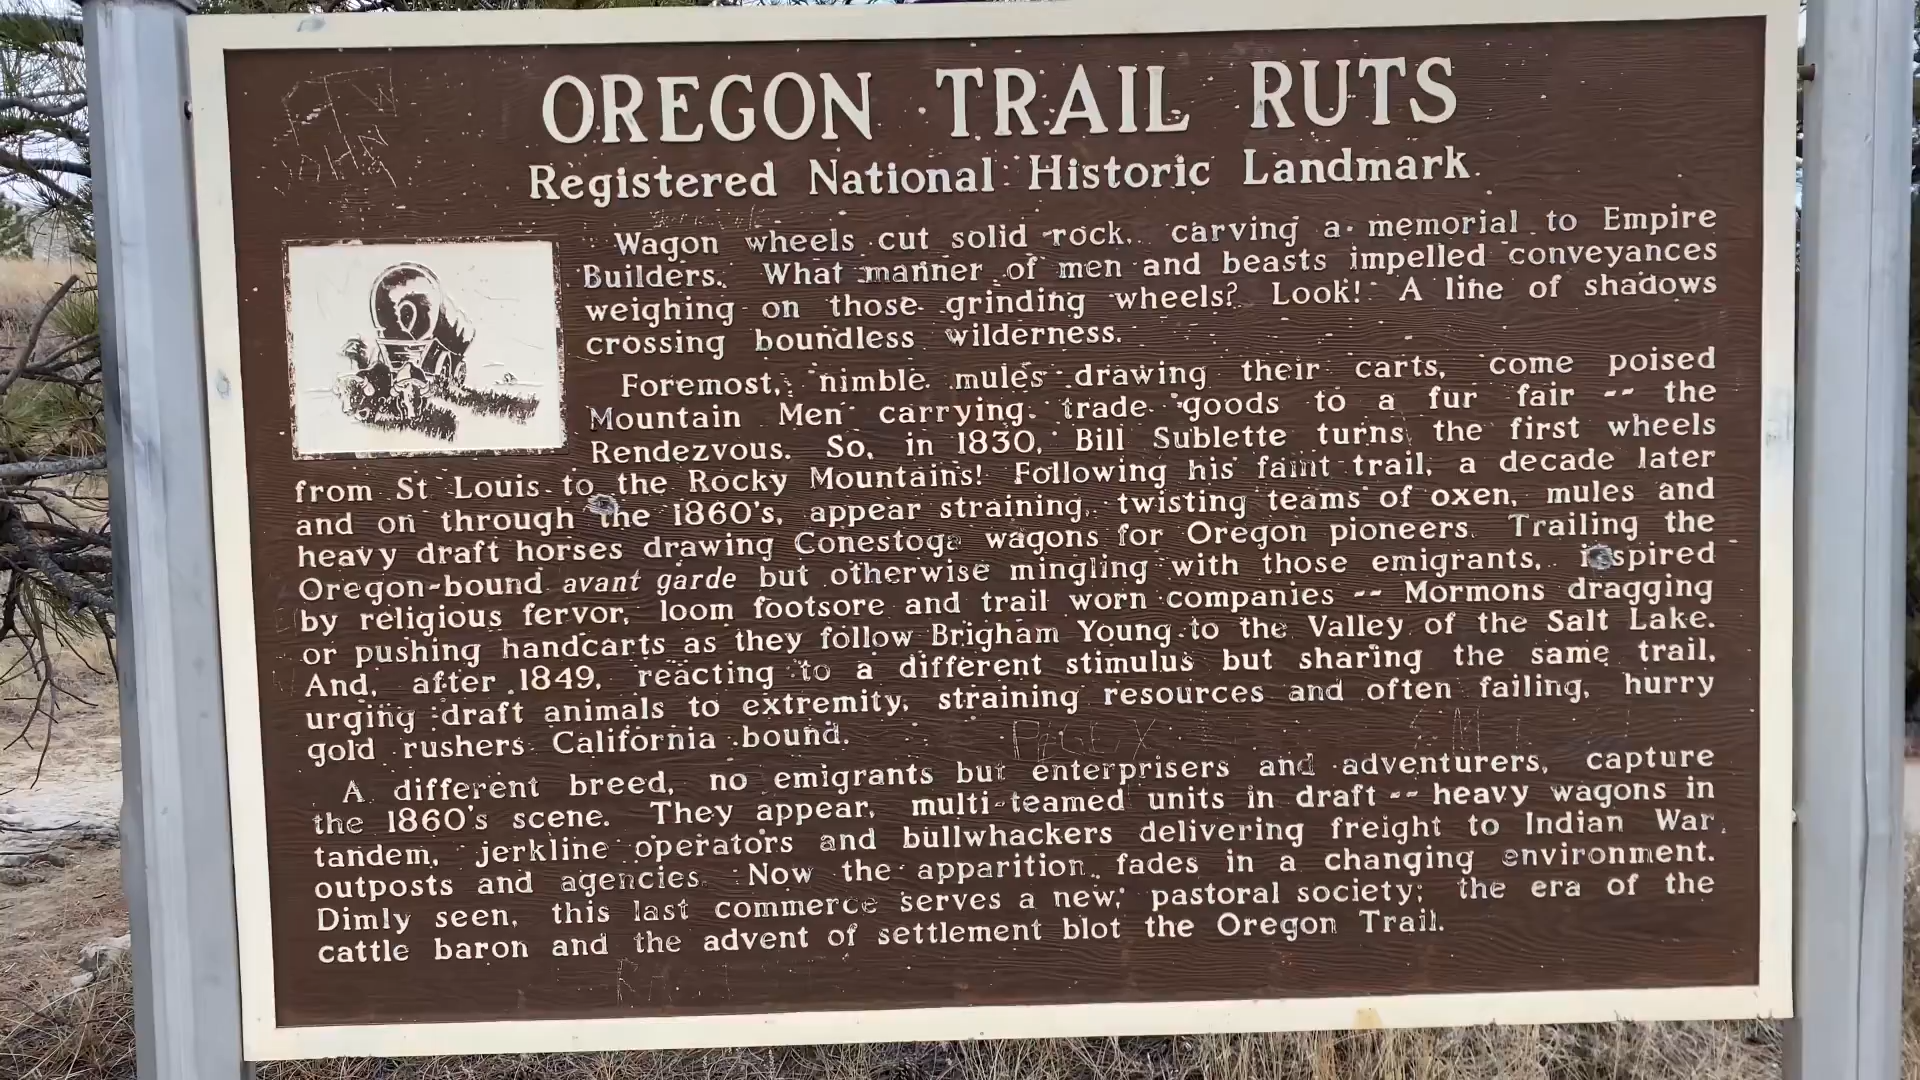 OREGON TRAIL RUTS
Registered National Historic Landmark
Wagon wheels cut solid rock, carving a memorial to Empire
Builders. What manner of men and beasts impelled conveyances
weighing on those grinding wheels? Look! A line of shadows
crossing boundless wilderness.
Foremost, nimble mules drawing their carts, come poised
Mountain Men carrying trade goods to a fur fair -- the
Rendezvous. So, in 1830, Bill Sublette turns the first wheels
from St Louis to the Rocky Mountains! Following his faint trail, a decade later
and on through the 1860's, appear straining, twisting teams of oxen, mules and
heavy draft horses drawing Conestoga wagons for Oregon pioneers. Trailing the
Oregon-bound avant garde but otherwise mingling with those emigrants, inspired
by religious fervor, loom footsore and trail worn companies -- Mormons dragging
or pushing handcarts as they follow Brigham Young to the Valley of the Salt Lake.
And, after 1849, reacting to a different stimulus but sharing the same trail,
urging draft animals to extremity, straining resources and often failing, hurry
gold rushers California bound.
A different breed, no emigrants but enterprisers and adventurers, capture
the 1860's scene. They appear, multi-teamed units in draft -- heavy wagons in
tandem, jerkline operators and bullwhackers delivering freight to Indian War
outposts and agencies. Now the apparition fades in a changing environment.
Dimly seen, this last commerce serves a new, pastoral society; the era of the
cattle baron and the advent of settlement blot the Oregon Trail.